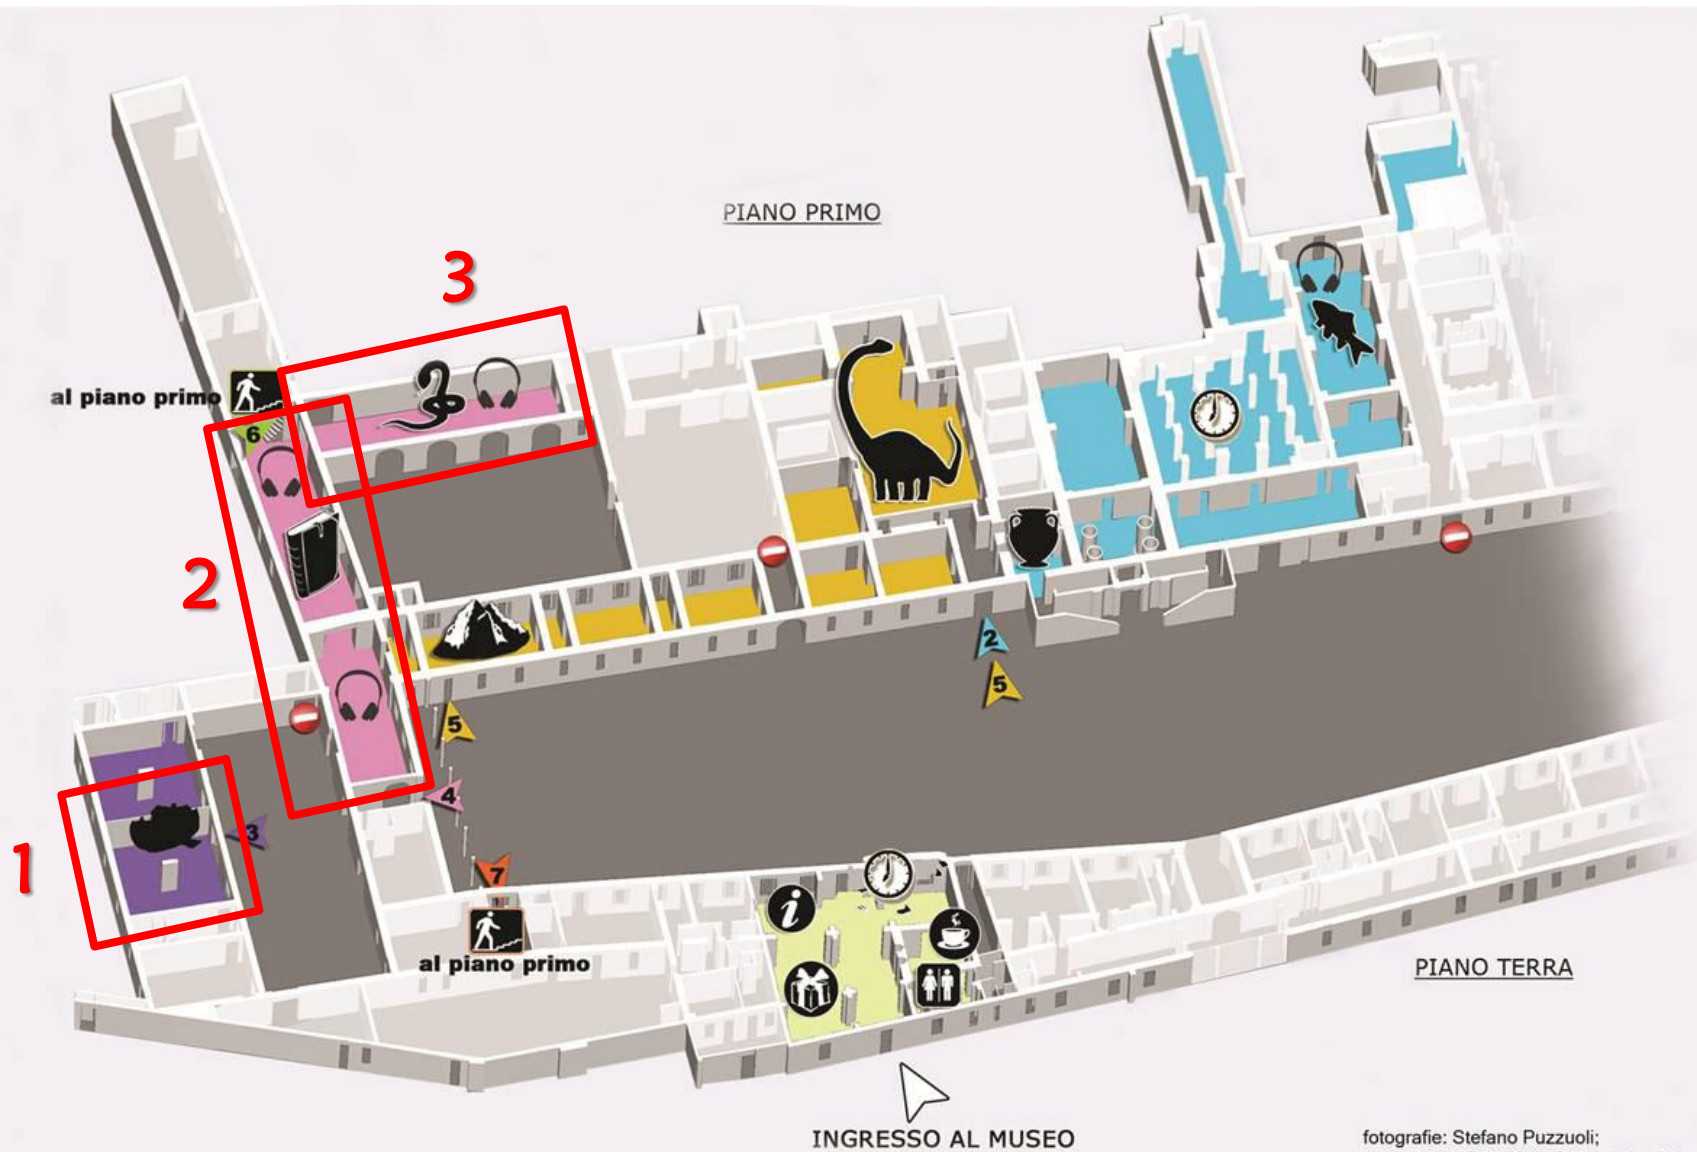 PIANO PRIMO
3
al piano primo
6
2
2
5
5
4
3
1
7
i
al piano primo
PIANO TERRA
INGRESSO AL MUSEO
fotografie: Stefano Puzzuoli;